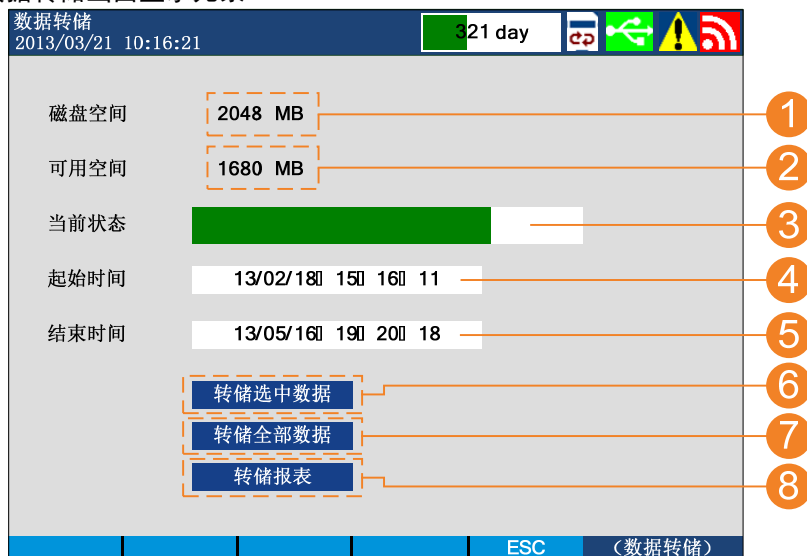 数据转储
2013/03/21 10:16:21
321 day
磁盘空间 2048 MB 1
可用空间 1680 MB 2
当前状态 3
起始时间 13/02/18 15 16 11 4
结束时间 13/05/16 19 20 18 5
转储选中数据 6
转储全部数据 7
转储报表 8
ESC (数据转储)